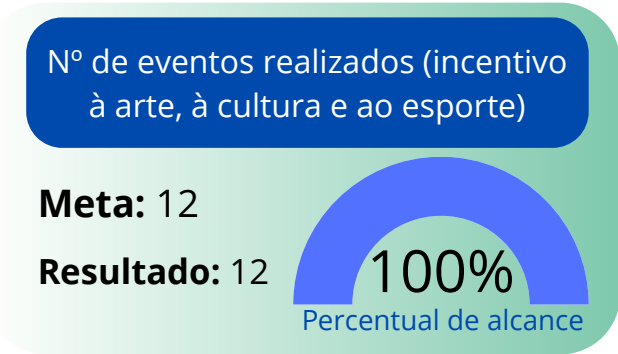 Nº de eventos realizados (incentivo
à arte, à cultura e ao esporte)
Meta: 12
Resultado: 12
100%
Percentual de alcance